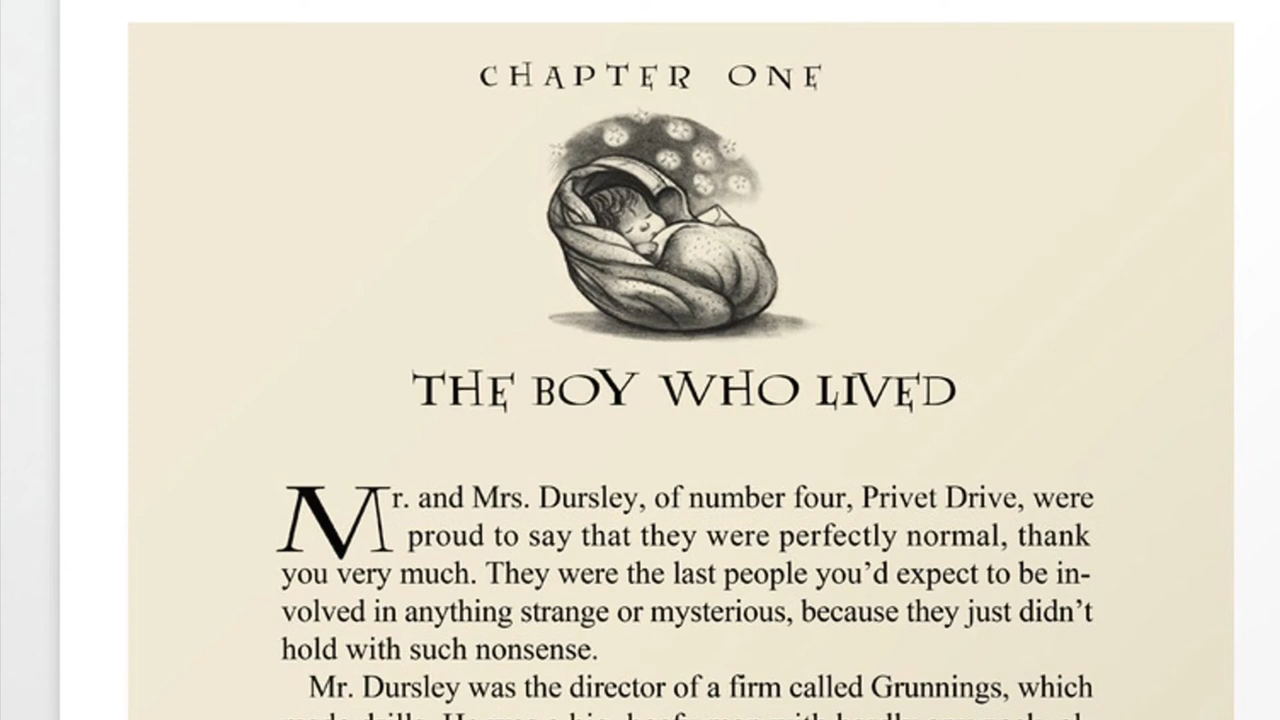 CHAPTER ONE
THE BOY WHO LIVED
Mr. and Mrs. Dursley, of number four, Privet Drive, were
proud to say that they were perfectly normal, thank
you very much. They were the last people you’d expect to be in-
volved in anything strange or mysterious, because they just didn’t
hold with such nonsense.
Mr. Dursley was the director of a firm called Grunnings, which